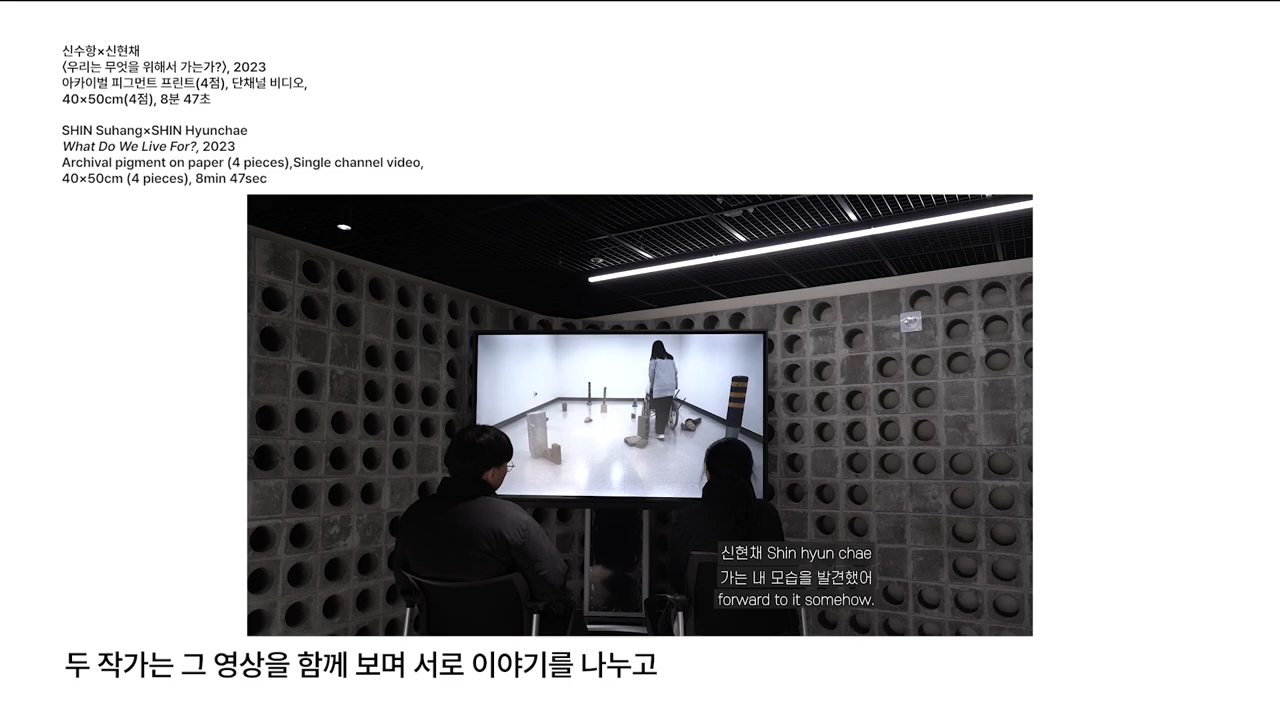 신수항×신현채
〈우리는 무엇을 위해서 가는가?〉, 2023
아카이벌 피그먼트 프린트(4점), 단채널 비디오,
40×50cm(4점), 8분 47초
SHIN Suhang×SHIN Hyunchae
What Do We Live For?, 2023
Archival pigment on paper (4 pieces),Single channel video,
40×50cm (4 pieces), 8min 47sec
신현채 Shin hyun chae
가는 내 모습을 발견했어
forward to it somehow.
두 작가는 그 영상을 함께 보며 서로 이야기를 나누고